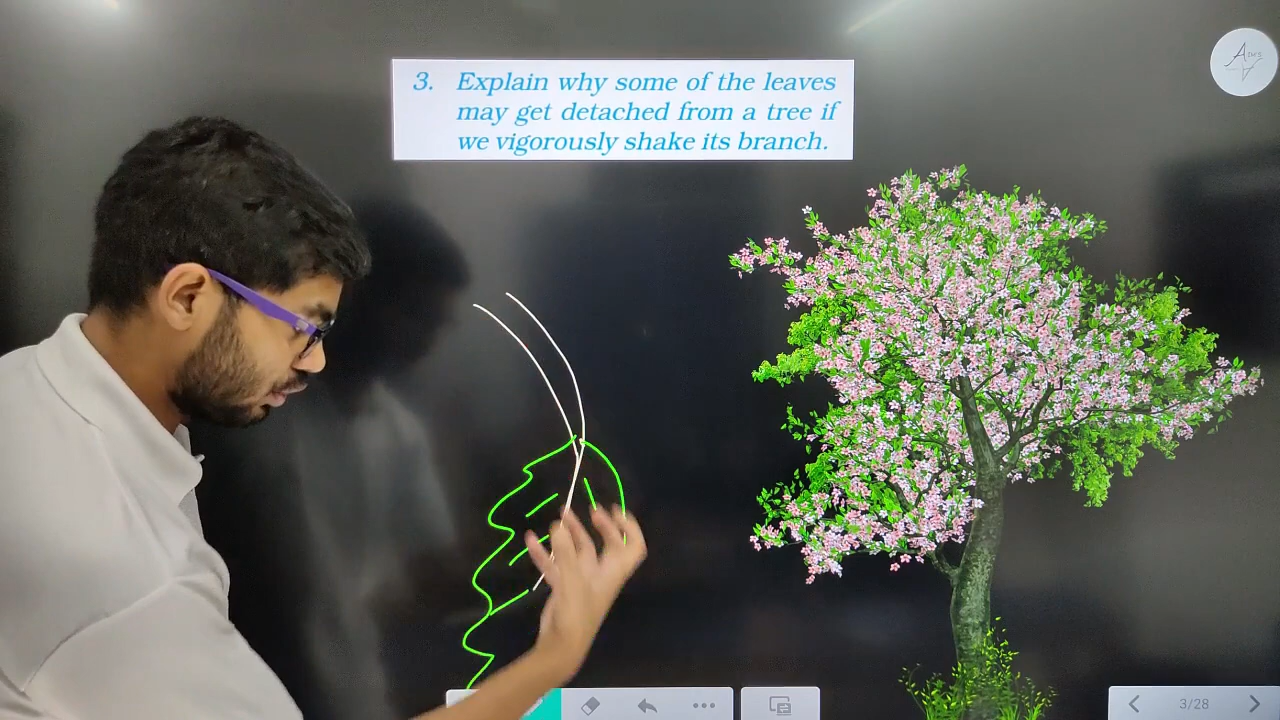 3. Explain why some of the leaves
may get detached from a tree if
we vigorously shake its branch.
3/28